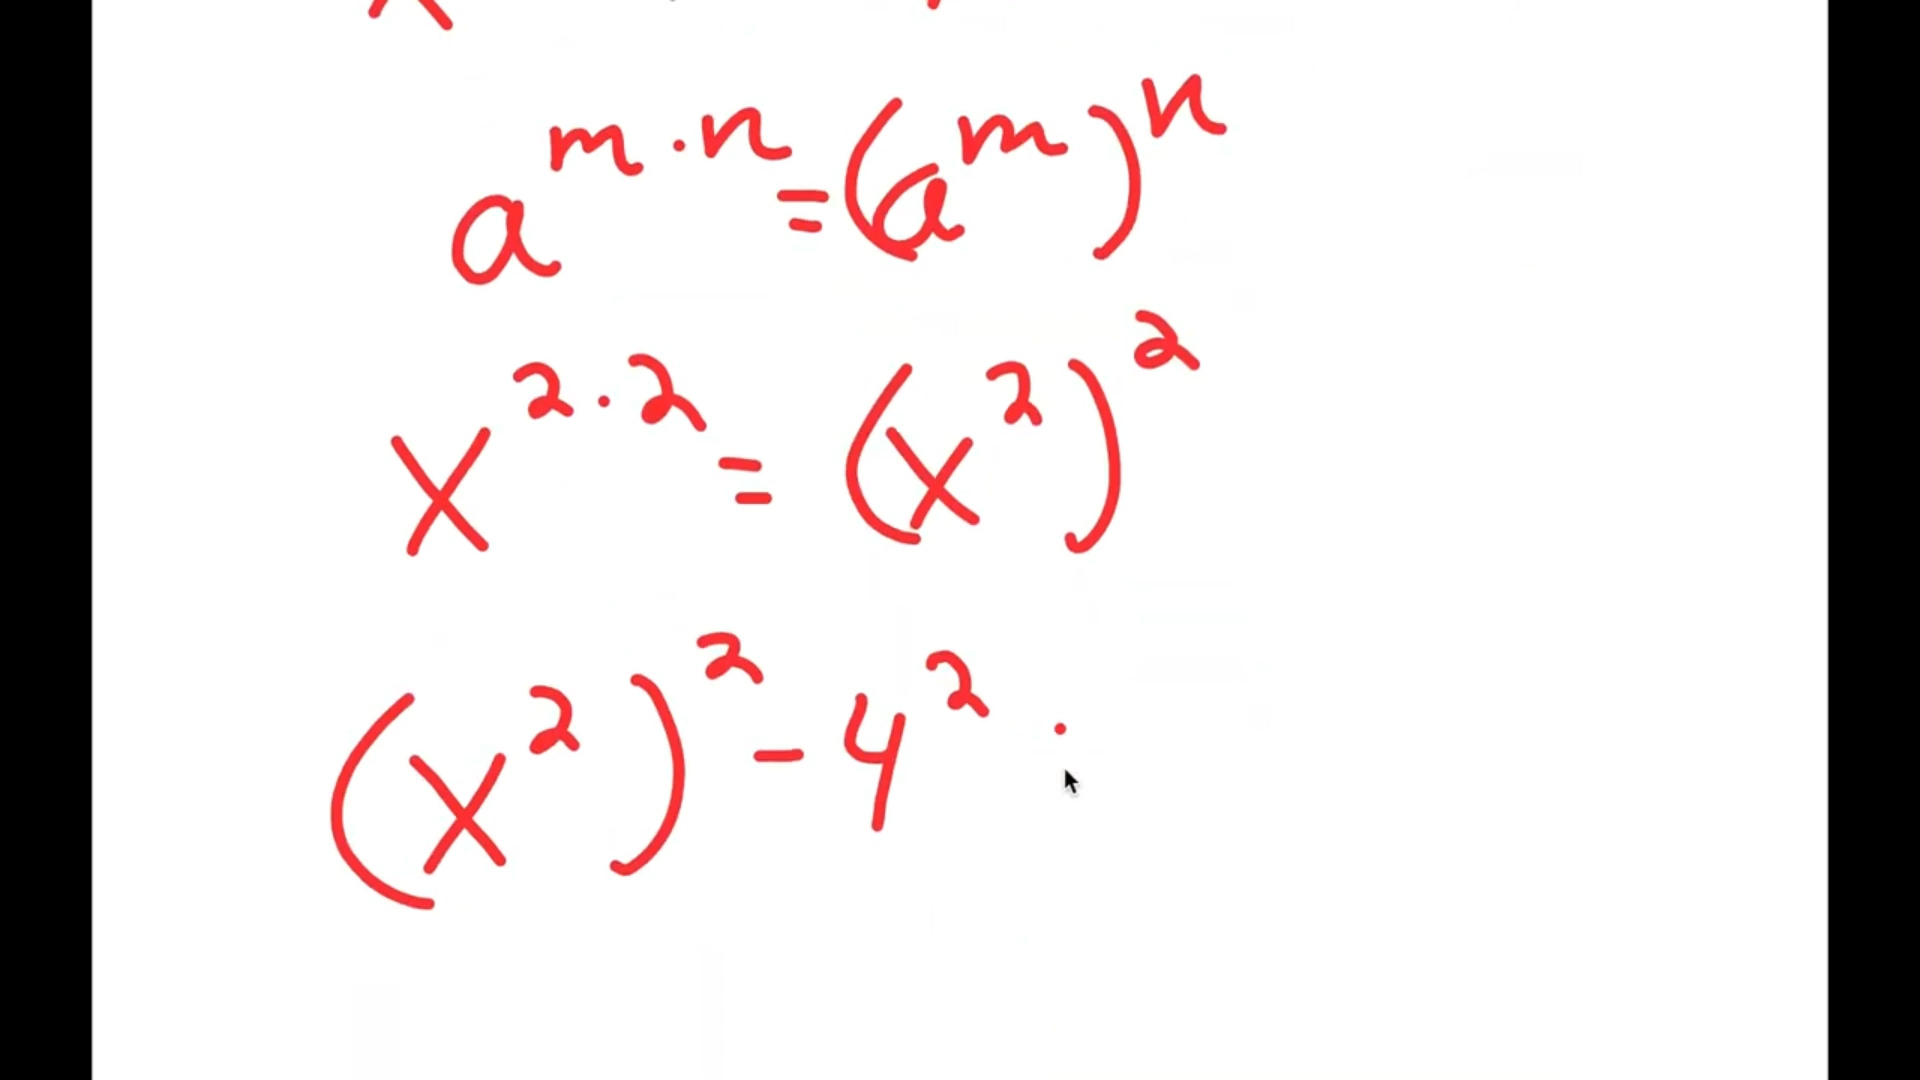 a^{m·n} = (a^m)^n
x^{2·2} = (x^2)^2
(x^2)^2 - 4^2 ·